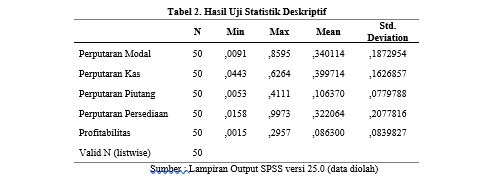 Tabel 2. Hasil Uji Statistik Deskriptif
N Min Max Mean Std. Deviation
Perputaran Modal 50 ,0091 ,8595 ,340114 ,1872954
Perputaran Kas 50 ,0443 ,6264 ,399714 ,1626857
Perputaran Piutang 50 ,0053 ,4111 ,106370 ,0779788
Perputaran Persediaan 50 ,0158 ,9973 ,322064 ,2077816
Profitabilitas 50 ,0015 ,2957 ,086300 ,0839827
Valid N (listwise) 50
Sumber : Lampiran Output SPSS versi 25.0 (data diolah)